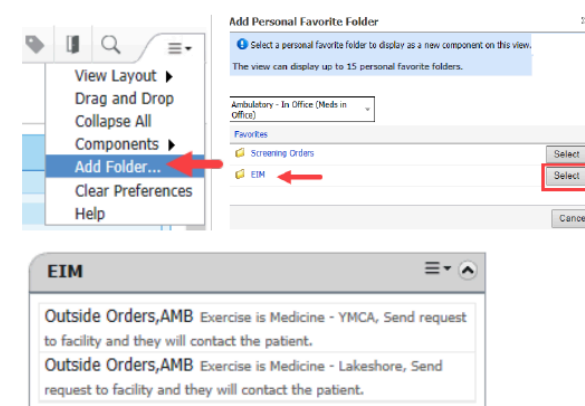 View Layout
Drag and Drop
Collapse All
Components
Add Folder...
Clear Preferences
Help
Add Personal Favorite Folder
Select a personal favorite folder to display as a new component on this view.
The view can display up to 15 personal favorite folders.
Ambulatory - In Office (Meds in
Office)
Favorites
Screening Orders
Select
EIM
Select
EIM
Outside Orders,AMB Exercise is Medicine - YMCA, Send request
to facility and they will contact the patient.
Outside Orders,AMB Exercise is Medicine - Lakeshore, Send
request to facility and they will contact the patient.